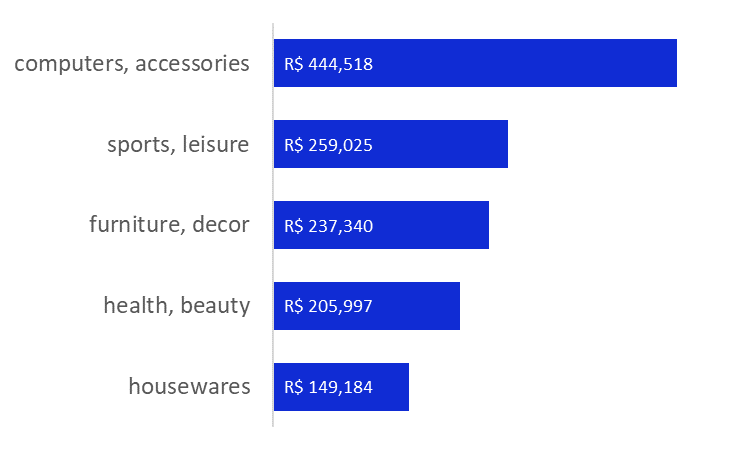 computers, accessories R$ 444,518
sports, leisure R$ 259,025
furniture, decor R$ 237,340
health, beauty R$ 205,997
housewares R$ 149,184